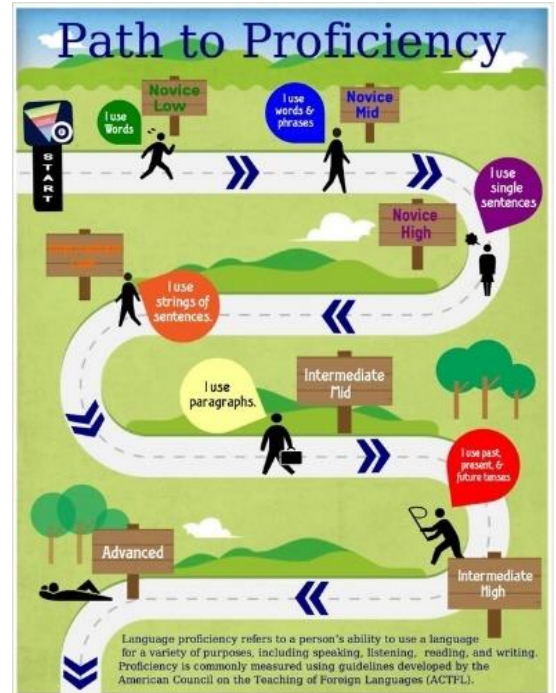 Path to Proficiency
START
I use
Words
Novice
Low
I use
words &
phrases
Novice
Mid
I use
single
sentences
Novice
High
I use
strings of
sentences.
I use
paragraphs.
Intermediate
Mid
I use past,
present, &
future tenses
Intermediate
High
Advanced
Language proficiency refers to a person's ability to use a language
for a variety of purposes, including speaking, listening, reading, and writing.
Proficiency is commonly measured using guidelines developed by the
American Council on the Teaching of Foreign Languages (ACTFL).